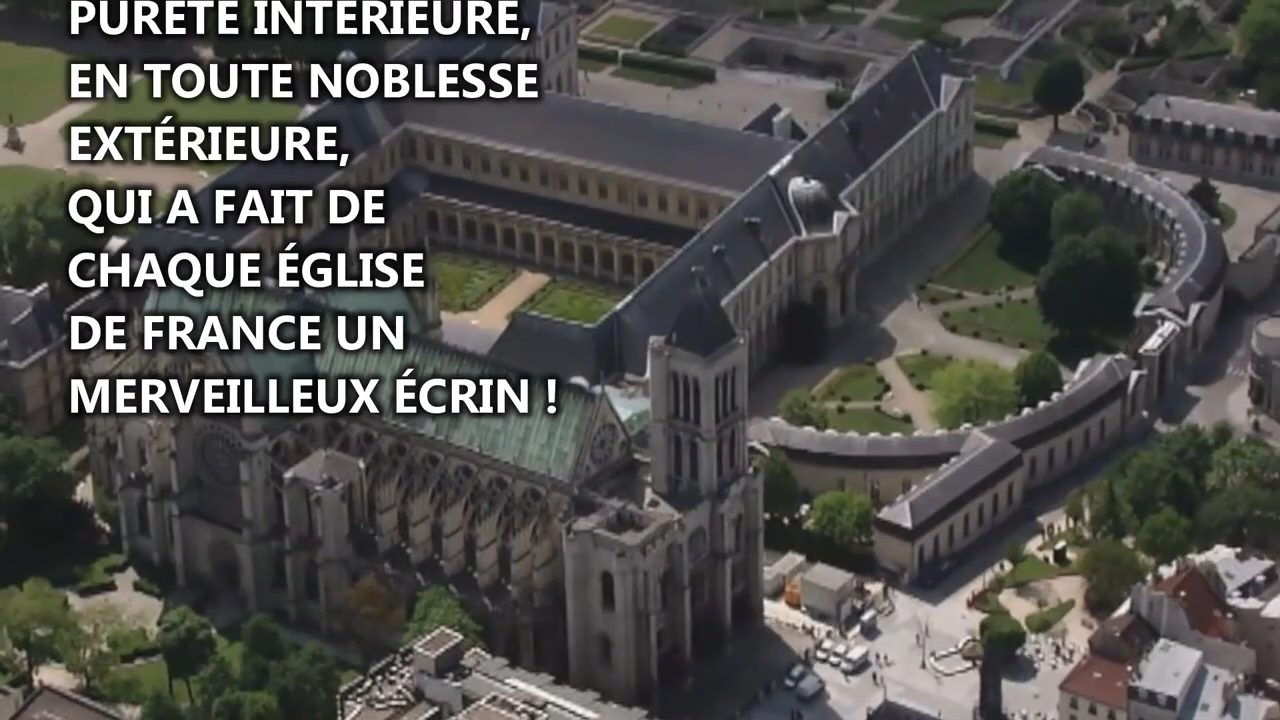 PURETÉ INTÉRIEURE,
EN TOUTE NOBLESSE
EXTÉRIEURE,
QUI A FAIT DE
CHAQUE ÉGLISE
DE FRANCE UN
MERVEILLEUX ÉCRIN !